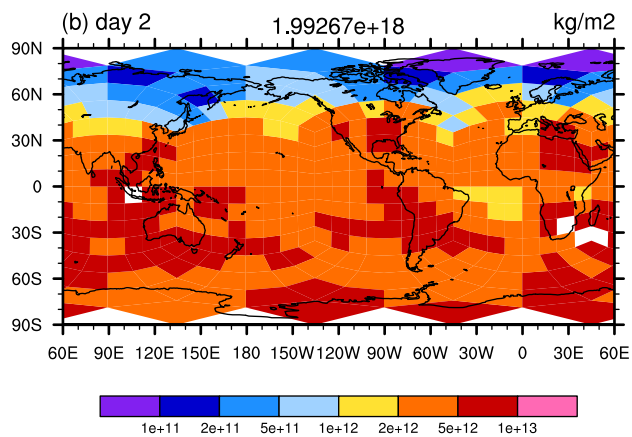 (b) day 2 1.99267e+18 kg/m2
90N
60N
30N
0
30S
60S
90S
60E 90E 120E 150E 180 150W 120W 90W 60W 30W 0 30E 60E
1e+11 2e+11 5e+11 1e+12 2e+12 5e+12 1e+13